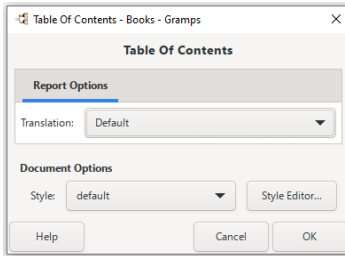 Table Of Contents - Books - Gramps
Table Of Contents
Report Options
Translation: Default
Document Options
Style: default Style Editor...
Help Cancel OK